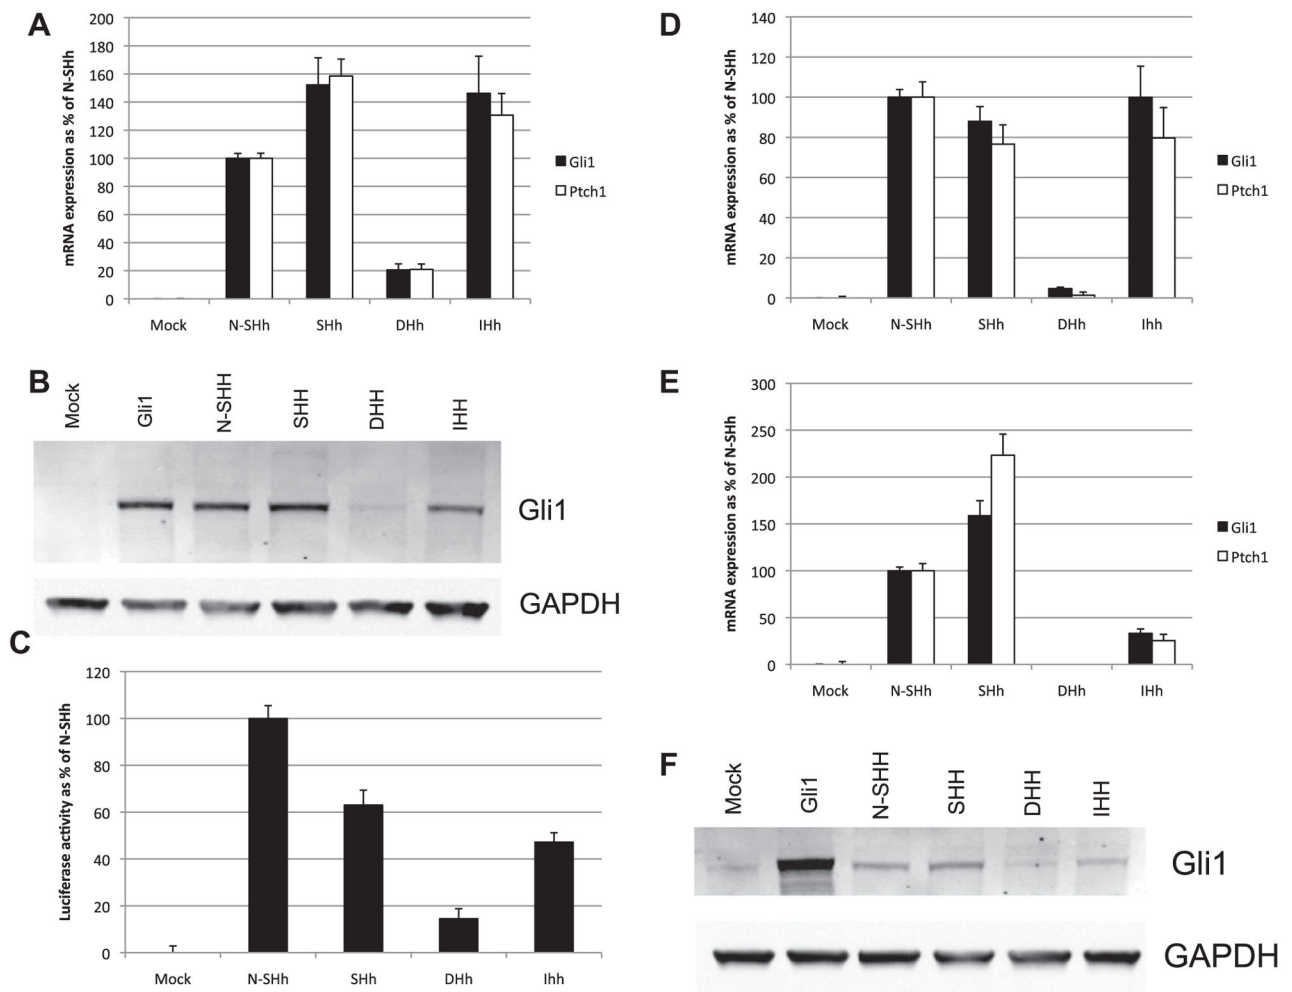 A
mRNA expression as % of N-SHh
200
180
160
140
120
100
80
60
40
20
0
Mock N-SHh SHh DHh IHh
Gli1
Ptch1
B
Mock Gli1 N-SHH SHH DHH IHH
Gli1
GAPDH
C
Luciferase activity as % of N-SHh
120
100
80
60
40
20
0
Mock N-SHh SHh DHh Ihh
D
mRNA expression as % of N-SHh
140
120
100
80
60
40
20
0
Mock N-SHh SHh DHh Ihh
Gli1
Ptch1
E
mRNA expression as % of N-SHh
300
250
200
150
100
50
0
Mock N-SHh SHh DHh IHh
Gli1
Ptch1
F
Mock Gli1 N-SHH SHH DHH IHH
Gli1
GAPDH